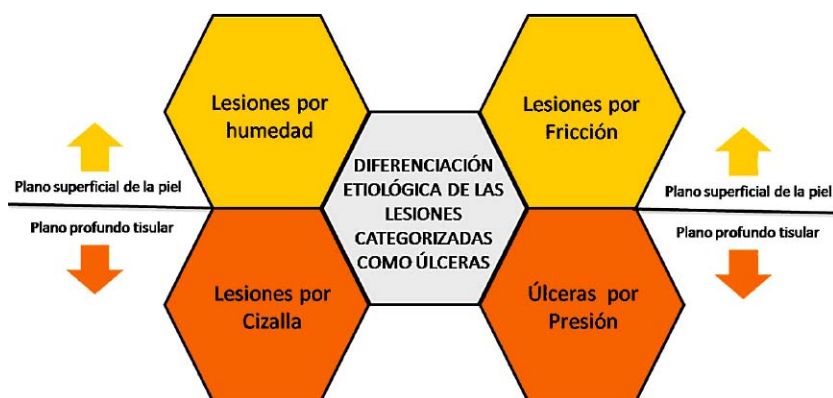 Lesiones por
humedad
Lesiones por
Fricción
Plano superficial de la piel
Plano profundo tisular
DIFERENCIACIÓN
ETIOLÓGICA DE LAS
LESIONES
CATEGORIZADAS
COMO ÚLCERAS
Plano superficial de la piel
Plano profundo tisular
Lesiones por
Cizalla
Úlceras por
Presión